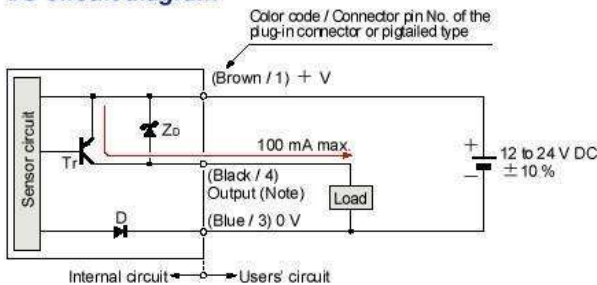 Color code / Connector pin No. of the
plug-in connector or pigtailed type
(Brown / 1) + V
ZD
100 mA max.
Tr
Sensor circuit
(Black / 4)
Output (Note)
Load
+
−
12 to 24 V DC
±10 %
D
(Blue / 3) 0 V
Internal circuit
Users' circuit